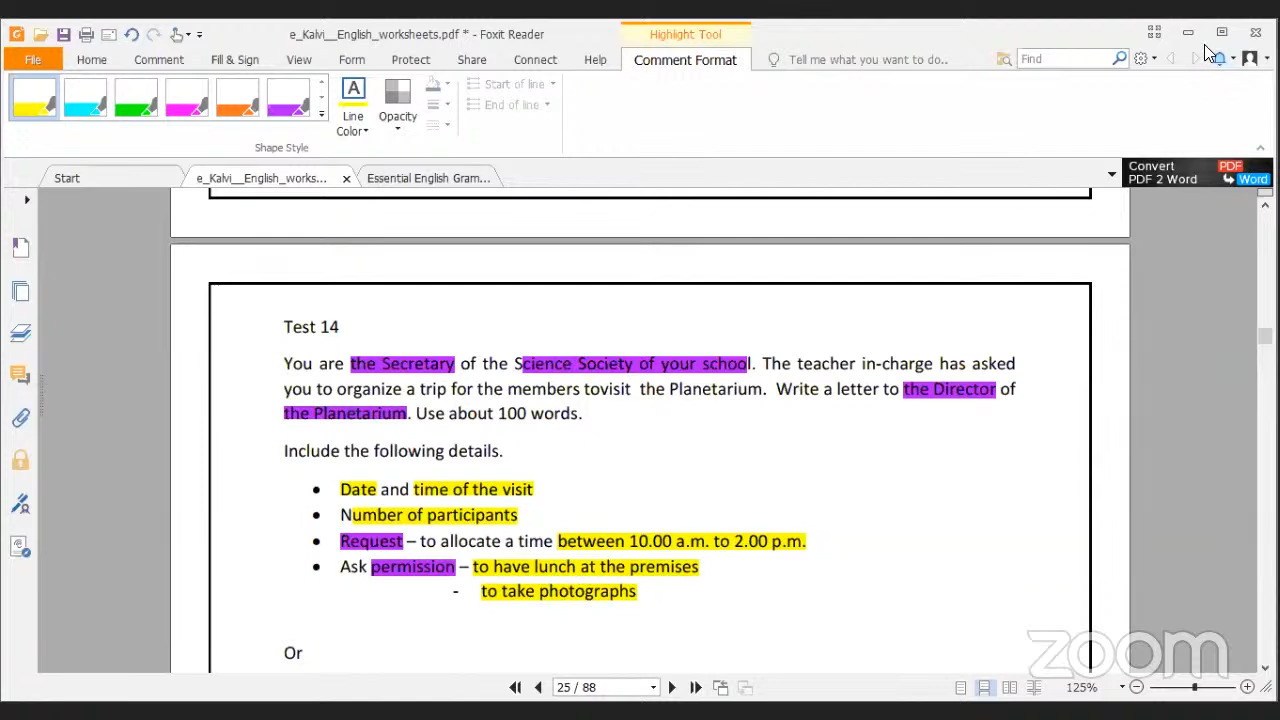 e_Kalvi__English_worksheets.pdf * - Foxit Reader
Highlight Tool
File Home Comment Fill & Sign View Form Protect Share Connect Help Comment Format Tell me what you want to do.. Find
A
Line Color Opacity
Start of line
End of line
Shape Style
Start e_Kalvi__English_works... Essential English Gram...
Convert PDF
PDF 2 Word Word
Test 14
You are the Secretary of the Science Society of your school. The teacher in-charge has asked
you to organize a trip for the members tovisit the Planetarium. Write a letter to the Director of
the Planetarium. Use about 100 words.
Include the following details.
• Date and time of the visit
• Number of participants
• Request – to allocate a time between 10.00 a.m. to 2.00 p.m.
• Ask permission – to have lunch at the premises
- to take photographs
Or
zoom
25 / 88
125%